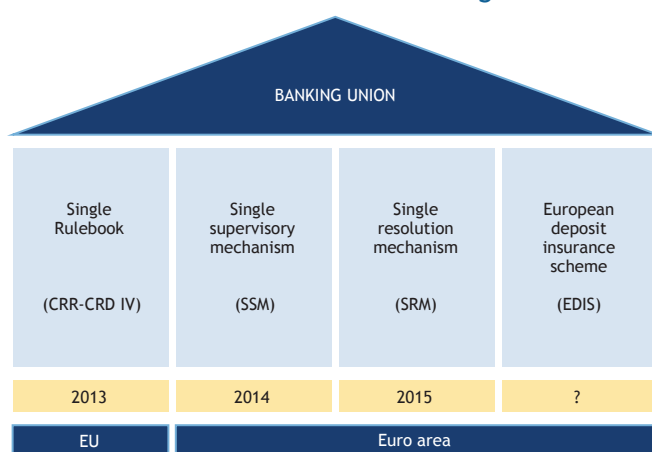 BANKING UNION
Single
Rulebook
(CRR-CRD IV)
Single
supervisory
mechanism
(SSM)
Single
resolution
mechanism
(SRM)
European
deposit
insurance
scheme
(EDIS)
2013
2014
2015
?
EU
Euro area